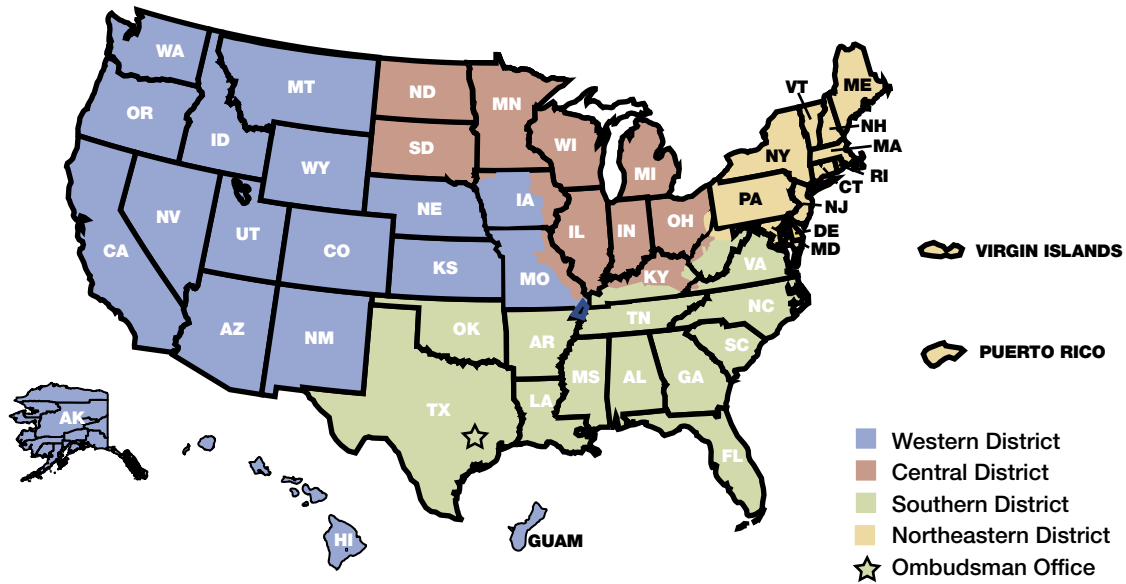 WA
MT
ND
MN
VT
ME
OR
ID
WY
SD
WI
MI
NY
NH
MA
RI
CT
NV
UT
NE
IA
IL
IN
OH
PA
NJ
DE
MD
CA
CO
KS
MO
KY
VA
VIRGIN ISLANDS
AZ
NM
OK
AR
TN
NC
SC
PUERTO RICO
TX
LA
MS
AL
GA
FL
AK
HI
GUAM
Western District
Central District
Southern District
Northeastern District
Ombudsman Office